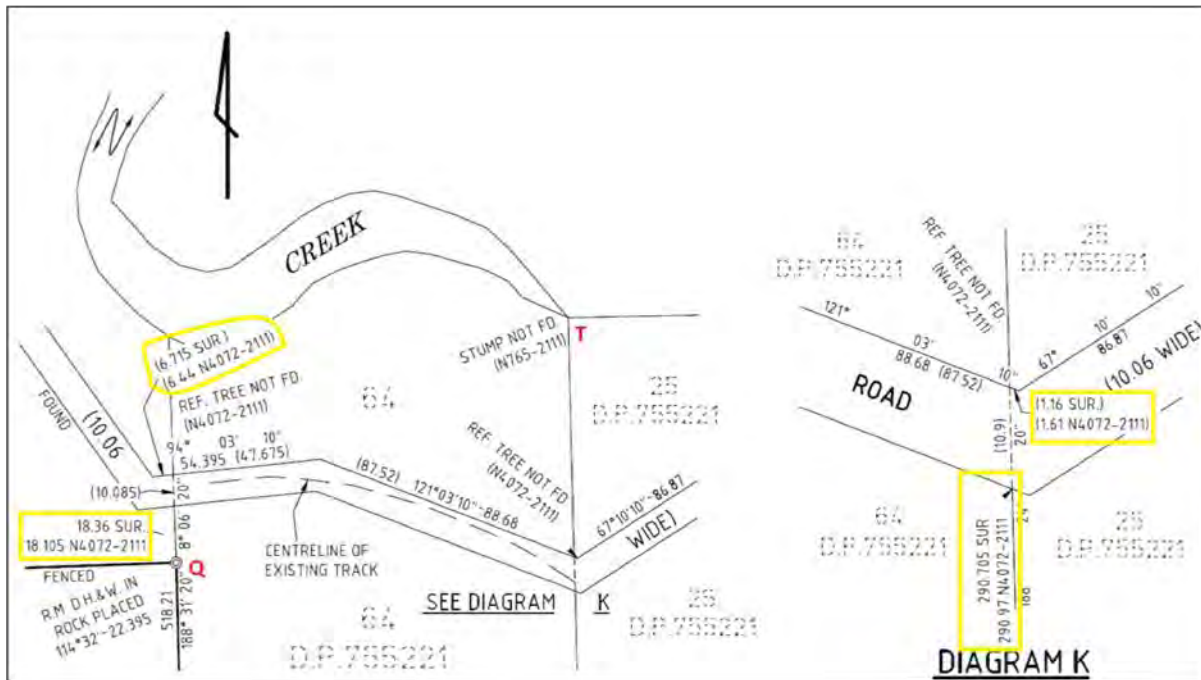 N
CREEK
(6.715 SUR.)
(6.44 N4072-2111)
REF. TREE NOT FD.
(N4072-2111)
FOUND
(10.06
94° 03' 10"
54.395 (47.675)
(10.085)
20"
18.36 SUR.
18.105 N4072-2111
8° 06'
Q
FENCED
R.M D.H.&W. IN
ROCK PLACED
114°32'-22.395
518.21
188° 31' 20"
CENTRELINE OF
EXISTING TRACK
64
STUMP NOT FD.
(N765-2111)
T
25
D.P.755221
REF. TREE NOT FD.
(N4072-2111)
(87.52) 121°03'10"-88.68
67°10'10"-86.87
WIDE)
SEE DIAGRAM K
64
D.P.755221
25
D.P.755221
64
D.P.755221
REF. TREE NOT FD.
(N4072-2111)
25
D.P.755221
121° 03' 10"
88.68 (87.52)
67° 10' 10"
86.87
ROAD
(10.06 WIDE)
(1.16 SUR.)
(1.61 N4072-2111)
(10.9)
20"
290.705 SUR
290.97 N4072-2111
188
64
D.P.755221
25
D.P.755221
DIAGRAM K